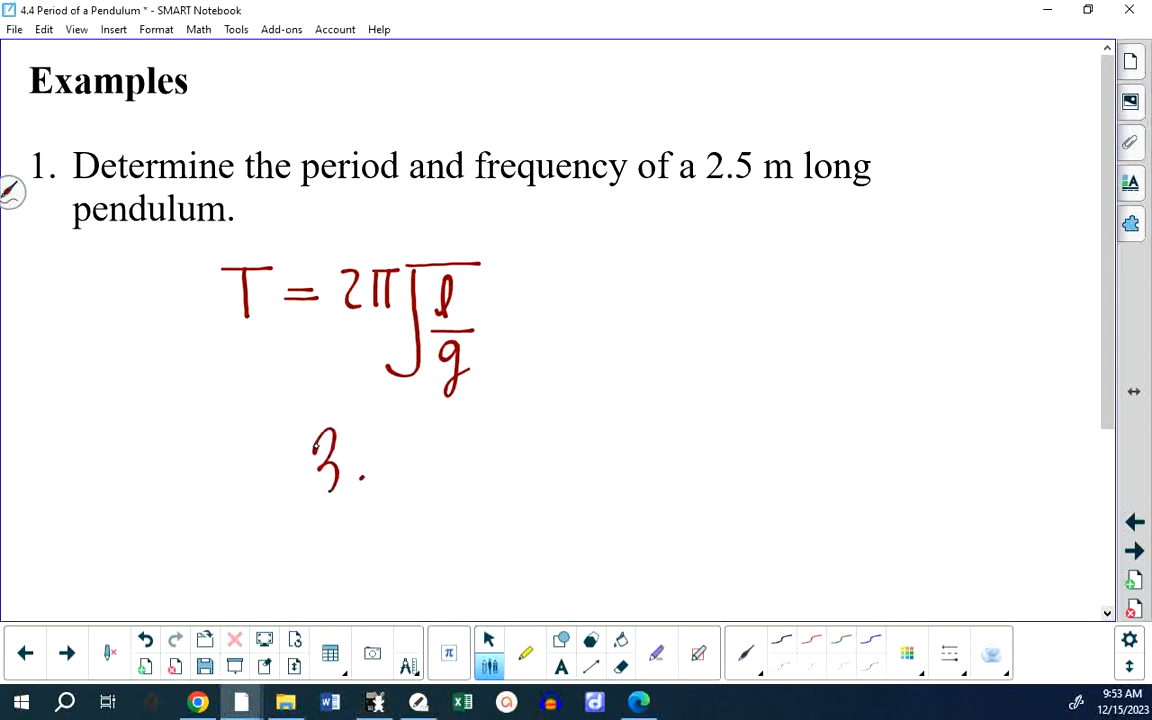 4.4 Period of a Pendulum * - SMART Notebook
File Edit View Insert Format Math Tools Add-ons Account Help
Examples
1. Determine the period and frequency of a 2.5 m long
pendulum.
T = 2π√(l/g)
3.
9:53 AM
12/15/2023